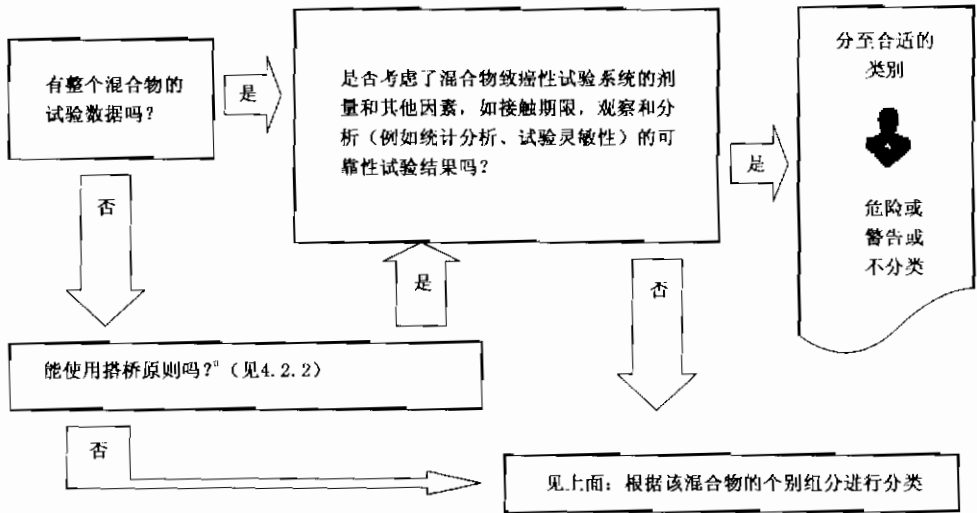 有整个混合物的
试验数据吗？
是
是否考虑了混合物致癌性试验系统的剂
量和其他因素，如接触期限，观察和分
析（例如统计分析、试验灵敏性）的可
靠性试验结果吗？
是
分至合适的
类别
危险或
警告或
不分类
否
是
否
能使用搭桥原则吗？ᵃ（见4.2.2）
否
见上面：根据该混合物的个别组分进行分类